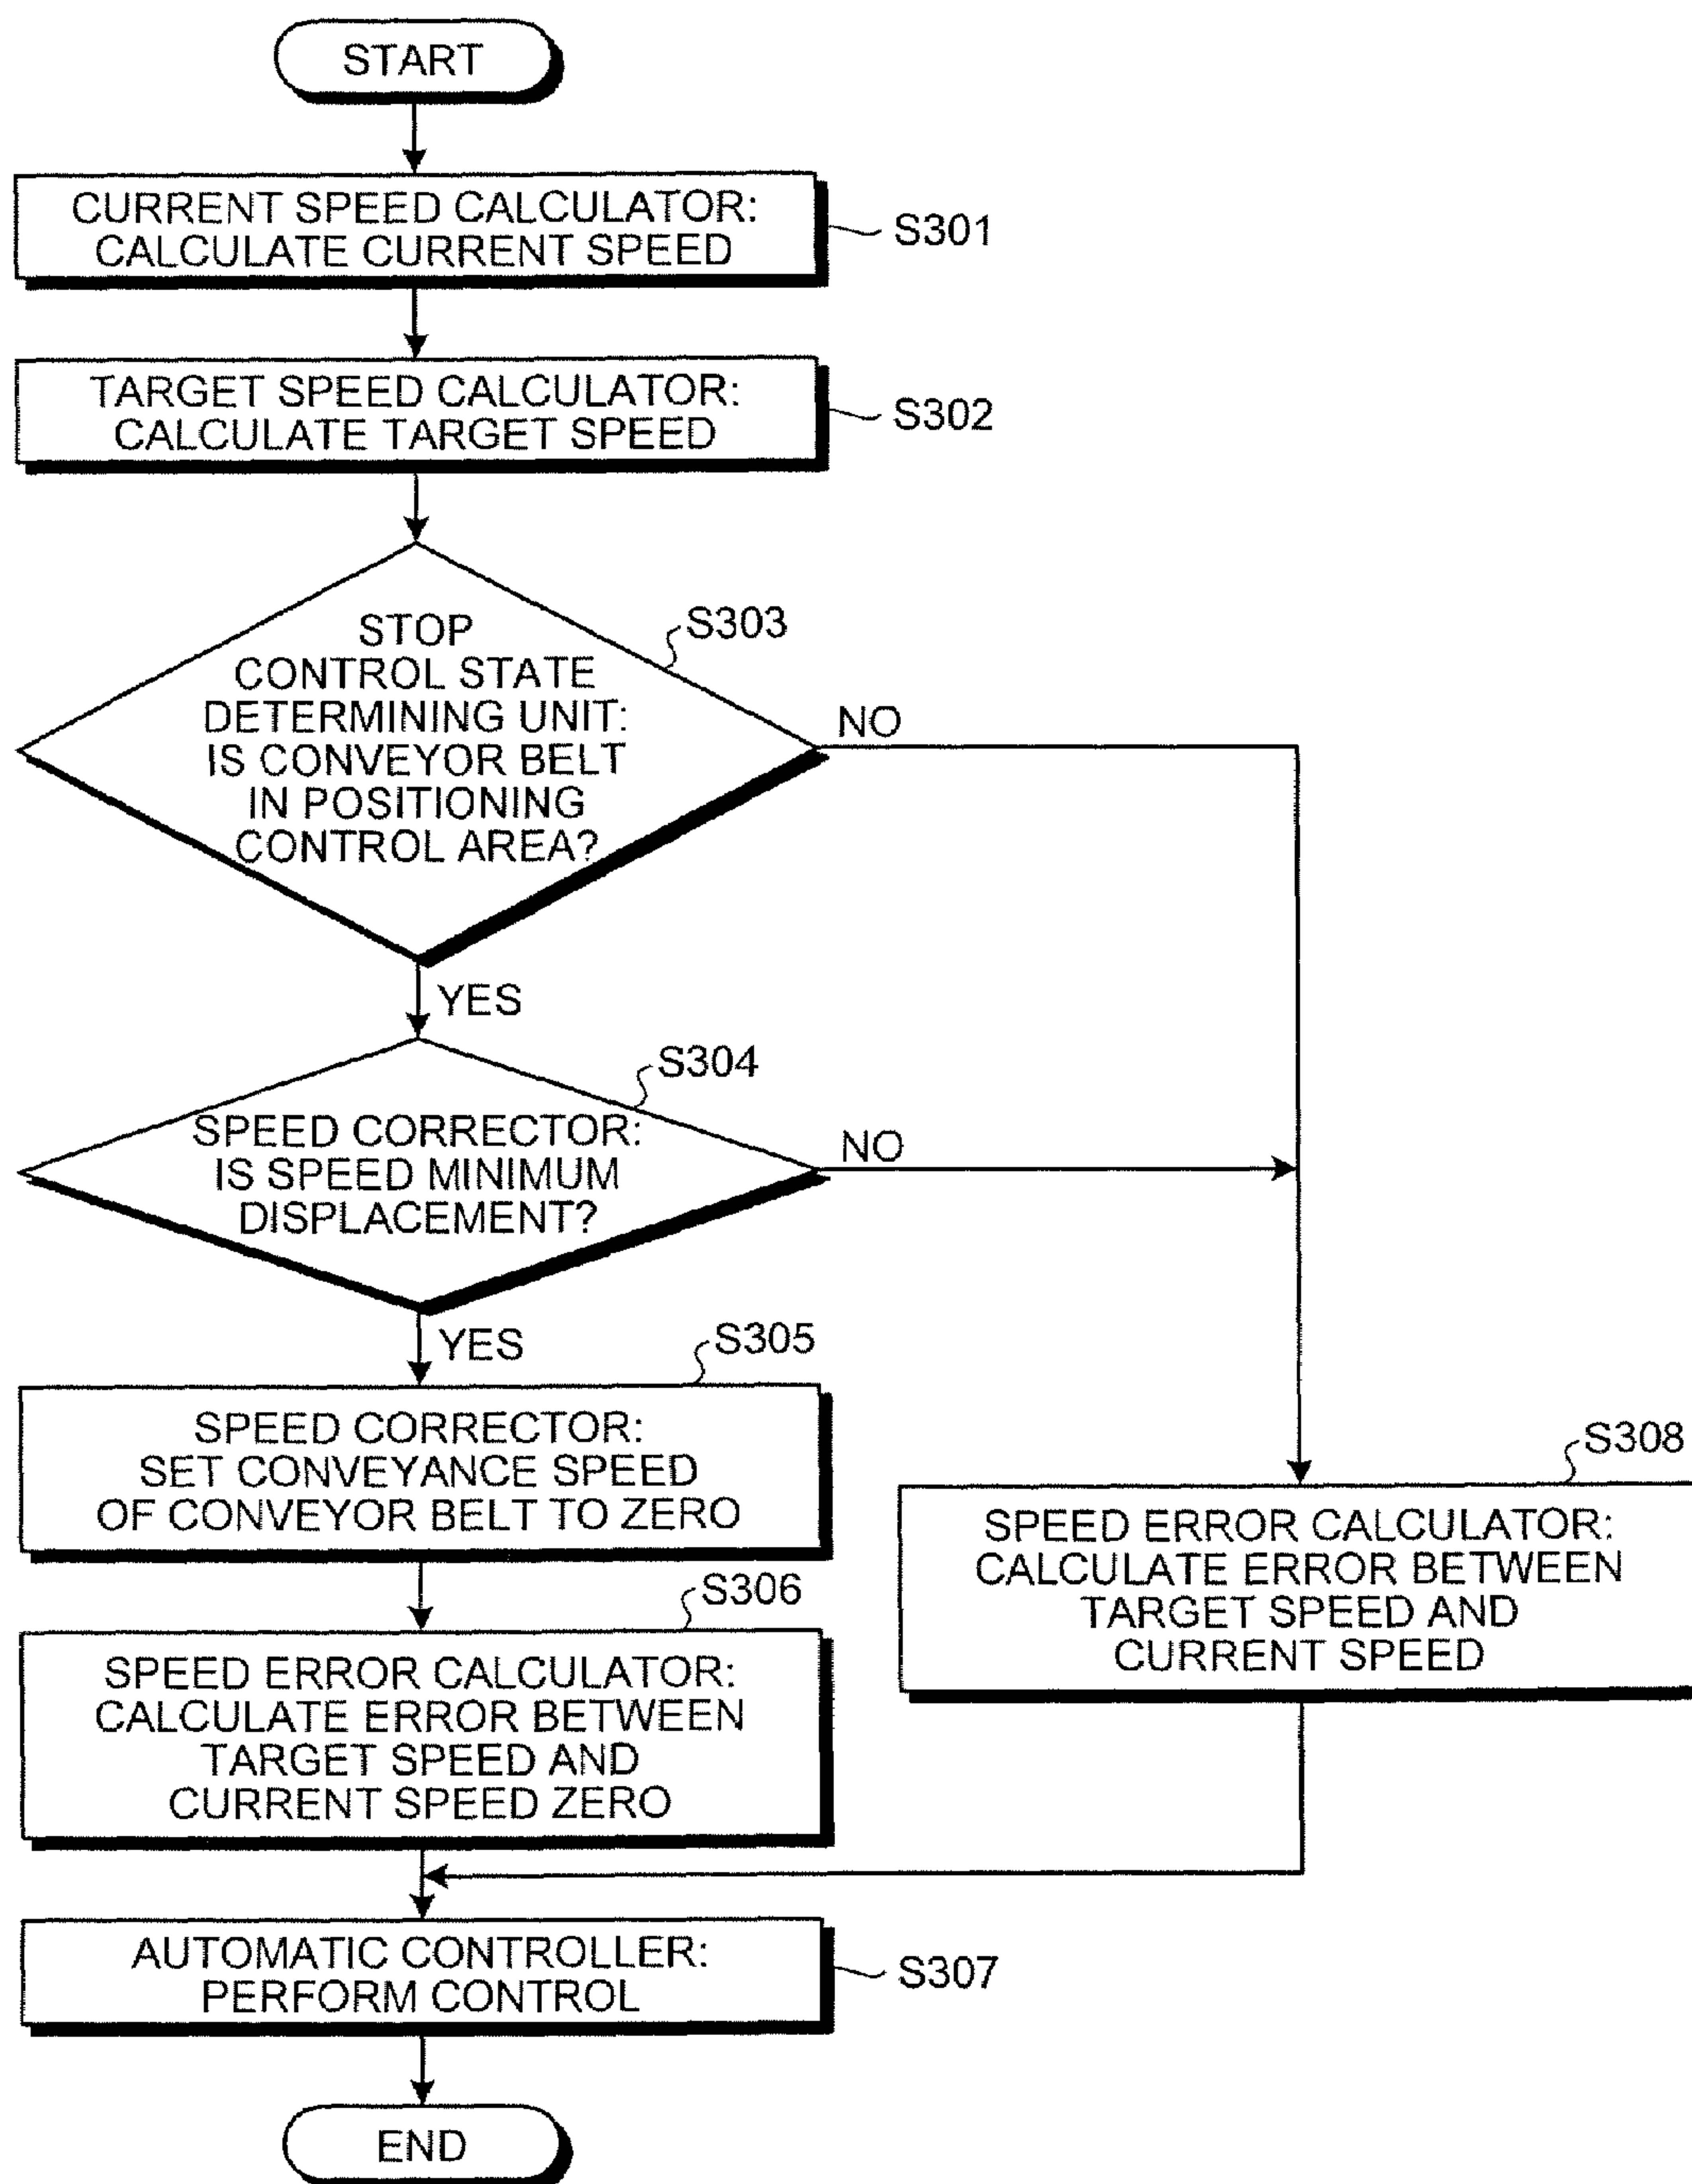 START
CURRENT SPEED CALCULATOR:
CALCULATE CURRENT SPEED
S301
TARGET SPEED CALCULATOR:
CALCULATE TARGET SPEED
S302
STOP
CONTROL STATE
DETERMINING UNIT:
IS CONVEYOR BELT
IN POSITIONING
CONTROL AREA?
S303
NO
YES
S304
SPEED CORRECTOR:
IS SPEED MINIMUM
DISPLACEMENT?
NO
YES
S305
SPEED CORRECTOR:
SET CONVEYANCE SPEED
OF CONVEYOR BELT TO ZERO
S308
SPEED ERROR CALCULATOR:
CALCULATE ERROR BETWEEN
TARGET SPEED AND
CURRENT SPEED
S306
SPEED ERROR CALCULATOR:
CALCULATE ERROR BETWEEN
TARGET SPEED AND
CURRENT SPEED ZERO
AUTOMATIC CONTROLLER:
PERFORM CONTROL
S307
END